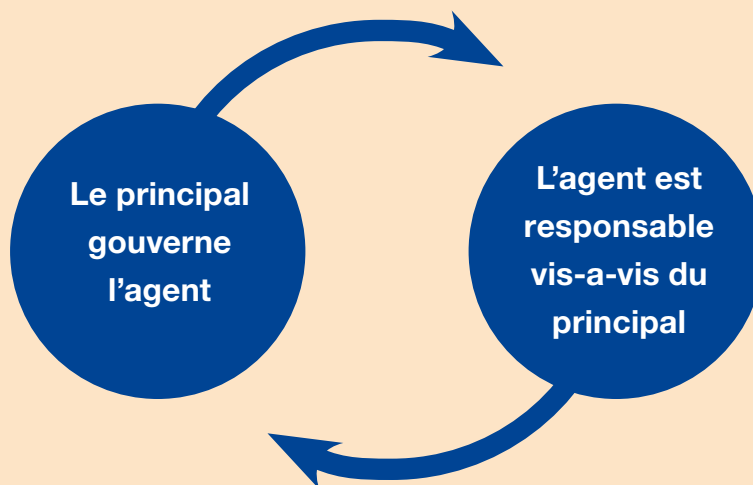 Le principal
gouverne
l’agent
L’agent est
responsable
vis-a-vis du
principal